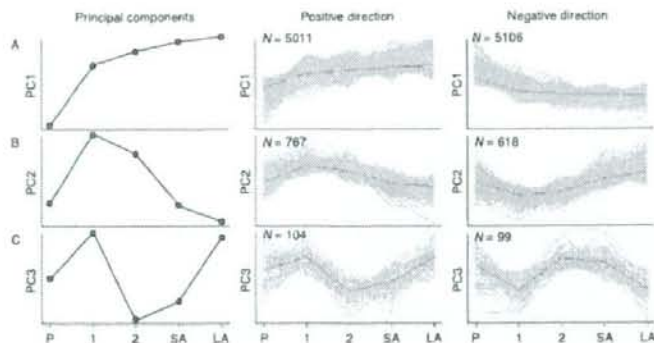 Principal components Positive direction Negative direction
A PC1 PC1 N = 5011 PC1 N = 5106
B PC2 PC2 N = 767 PC2 N = 618
C PC3 PC3 N = 104 PC3 N = 99
P 1 2 SA LA P 1 2 SA LA P 1 2 SA LA